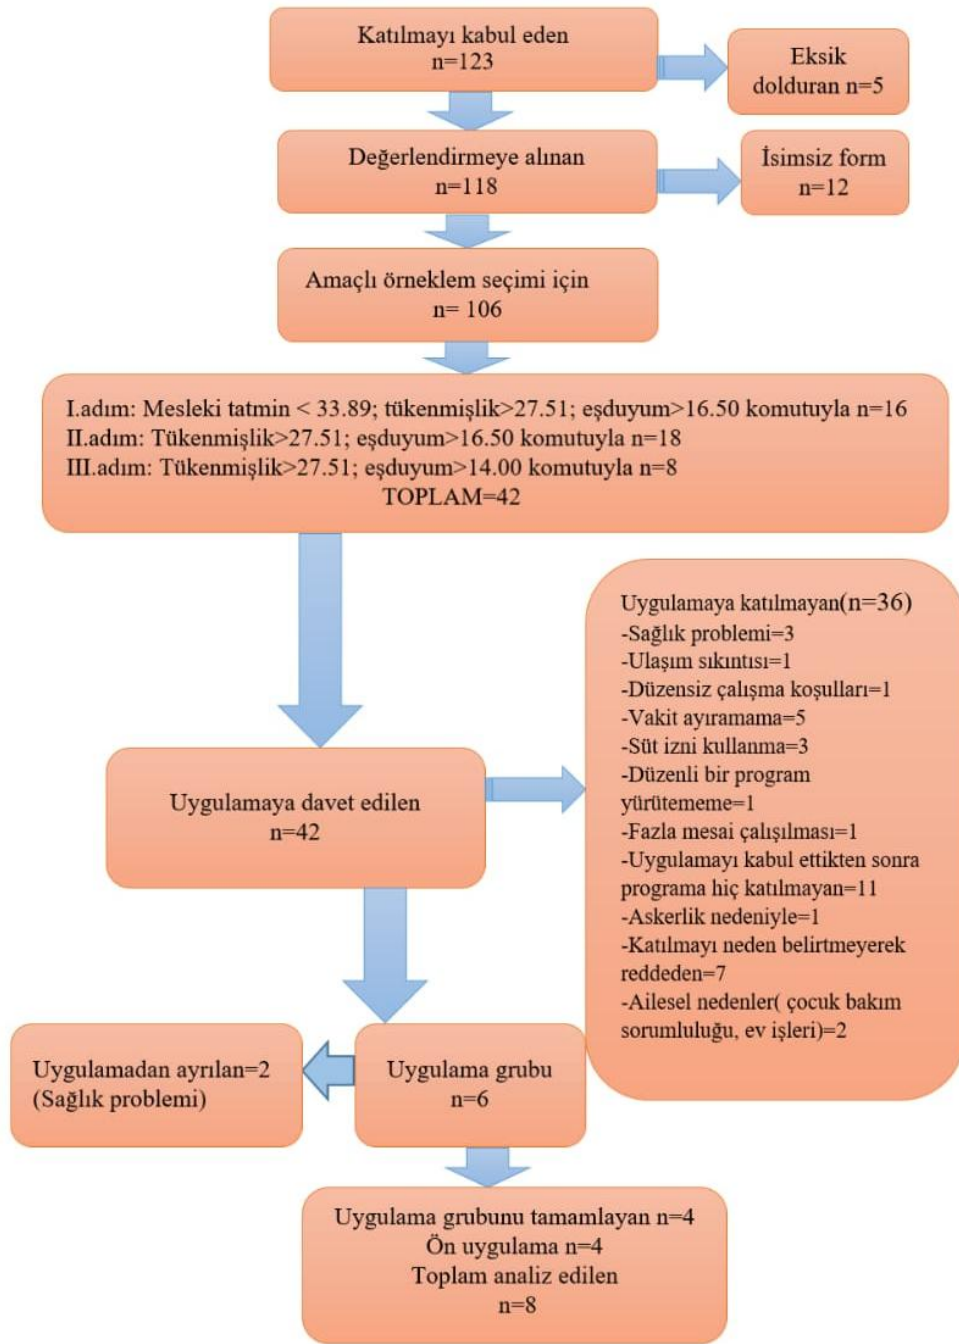 Katılmayı kabul eden
n=123
Eksik
dolduran n=5
Değerlendirmeye alınan
n=118
İsimsiz form
n=12
Amaçlı örneklem seçimi için
n= 106
I.adım: Mesleki tatmin < 33.89; tükenmişlik>27.51; eşduyum>16.50 komutuyla n=16
II.adım: Tükenmişlik>27.51; eşduyum>16.50 komutuyla n=18
III.adım: Tükenmişlik>27.51; eşduyum>14.00 komutuyla n=8
TOPLAM=42
Uygulamaya davet edilen
n=42
Uygulamaya katılmayan(n=36)
-Sağlık problemi=3
-Ulaşım sıkıntısı=1
-Düzensiz çalışma koşulları=1
-Vakit ayıramama=5
-Süt izni kullanma=3
-Düzenli bir program
yürütememe=1
-Fazla mesai çalışılması=1
-Uygulamayı kabul ettikten sonra
programa hiç katılmayan=11
-Askerlik nedeniyle=1
-Katılmayı neden belirtmeyerek
reddeden=7
-Ailesel nedenler( çocuk bakım
sorumluluğu, ev işleri)=2
Uygulamadan ayrılan=2
(Sağlık problemi)
Uygulama grubu
n=6
Uygulama grubunu tamamlayan n=4
Ön uygulama n=4
Toplam analiz edilen
n=8